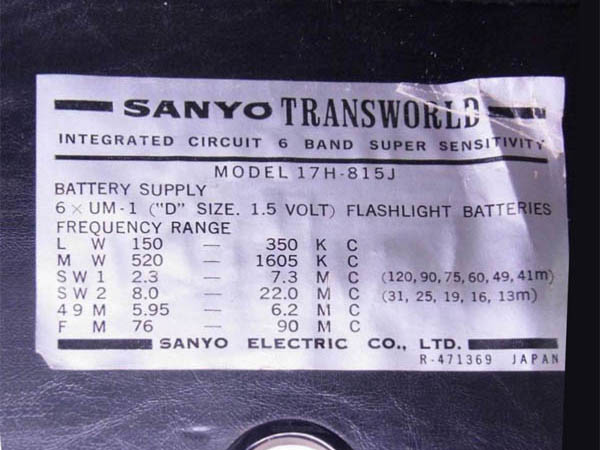 SANYO TRANSWORLD
INTEGRATED CIRCUIT 6 BAND SUPER SENSITIVITY
MODEL 17H-815J
BATTERY SUPPLY
6 × UM-1 ("D" SIZE. 1.5 VOLT) FLASHLIGHT BATTERIES
FREQUENCY RANGE
L W 150 — 350 K C
M W 520 — 1605 K C
S W 1 2.3 — 7.3 M C (120, 90, 75, 60, 49, 41m)
S W 2 8.0 — 22.0 M C (31, 25, 19, 16, 13m)
4 9 M 5.95 — 6.2 M C
F M 76 — 90 M C
SANYO ELECTRIC CO., LTD.
R-471369 JAPAN